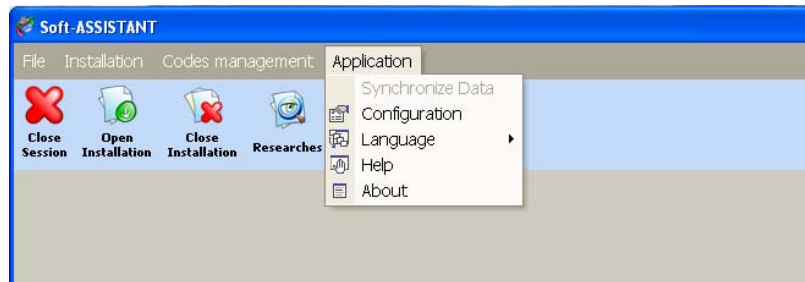 Soft-ASSISTANT
File Installation Codes management Application
Synchronize Data
Configuration
Language
Help
About
Close Session
Open Installation
Close Installation
Researches